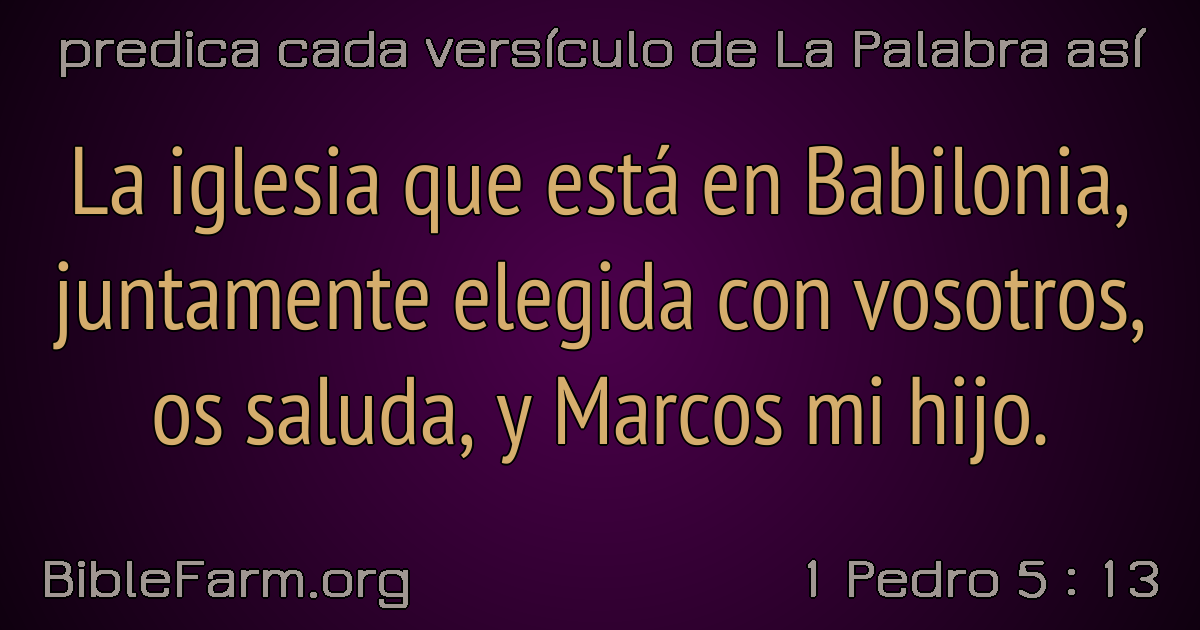 predica cada versículo de La Palabra así
La iglesia que está en Babilonia,
juntamente elegida con vosotros,
os saluda, y Marcos mi hijo.
BibleFarm.org
1 Pedro 5 : 13